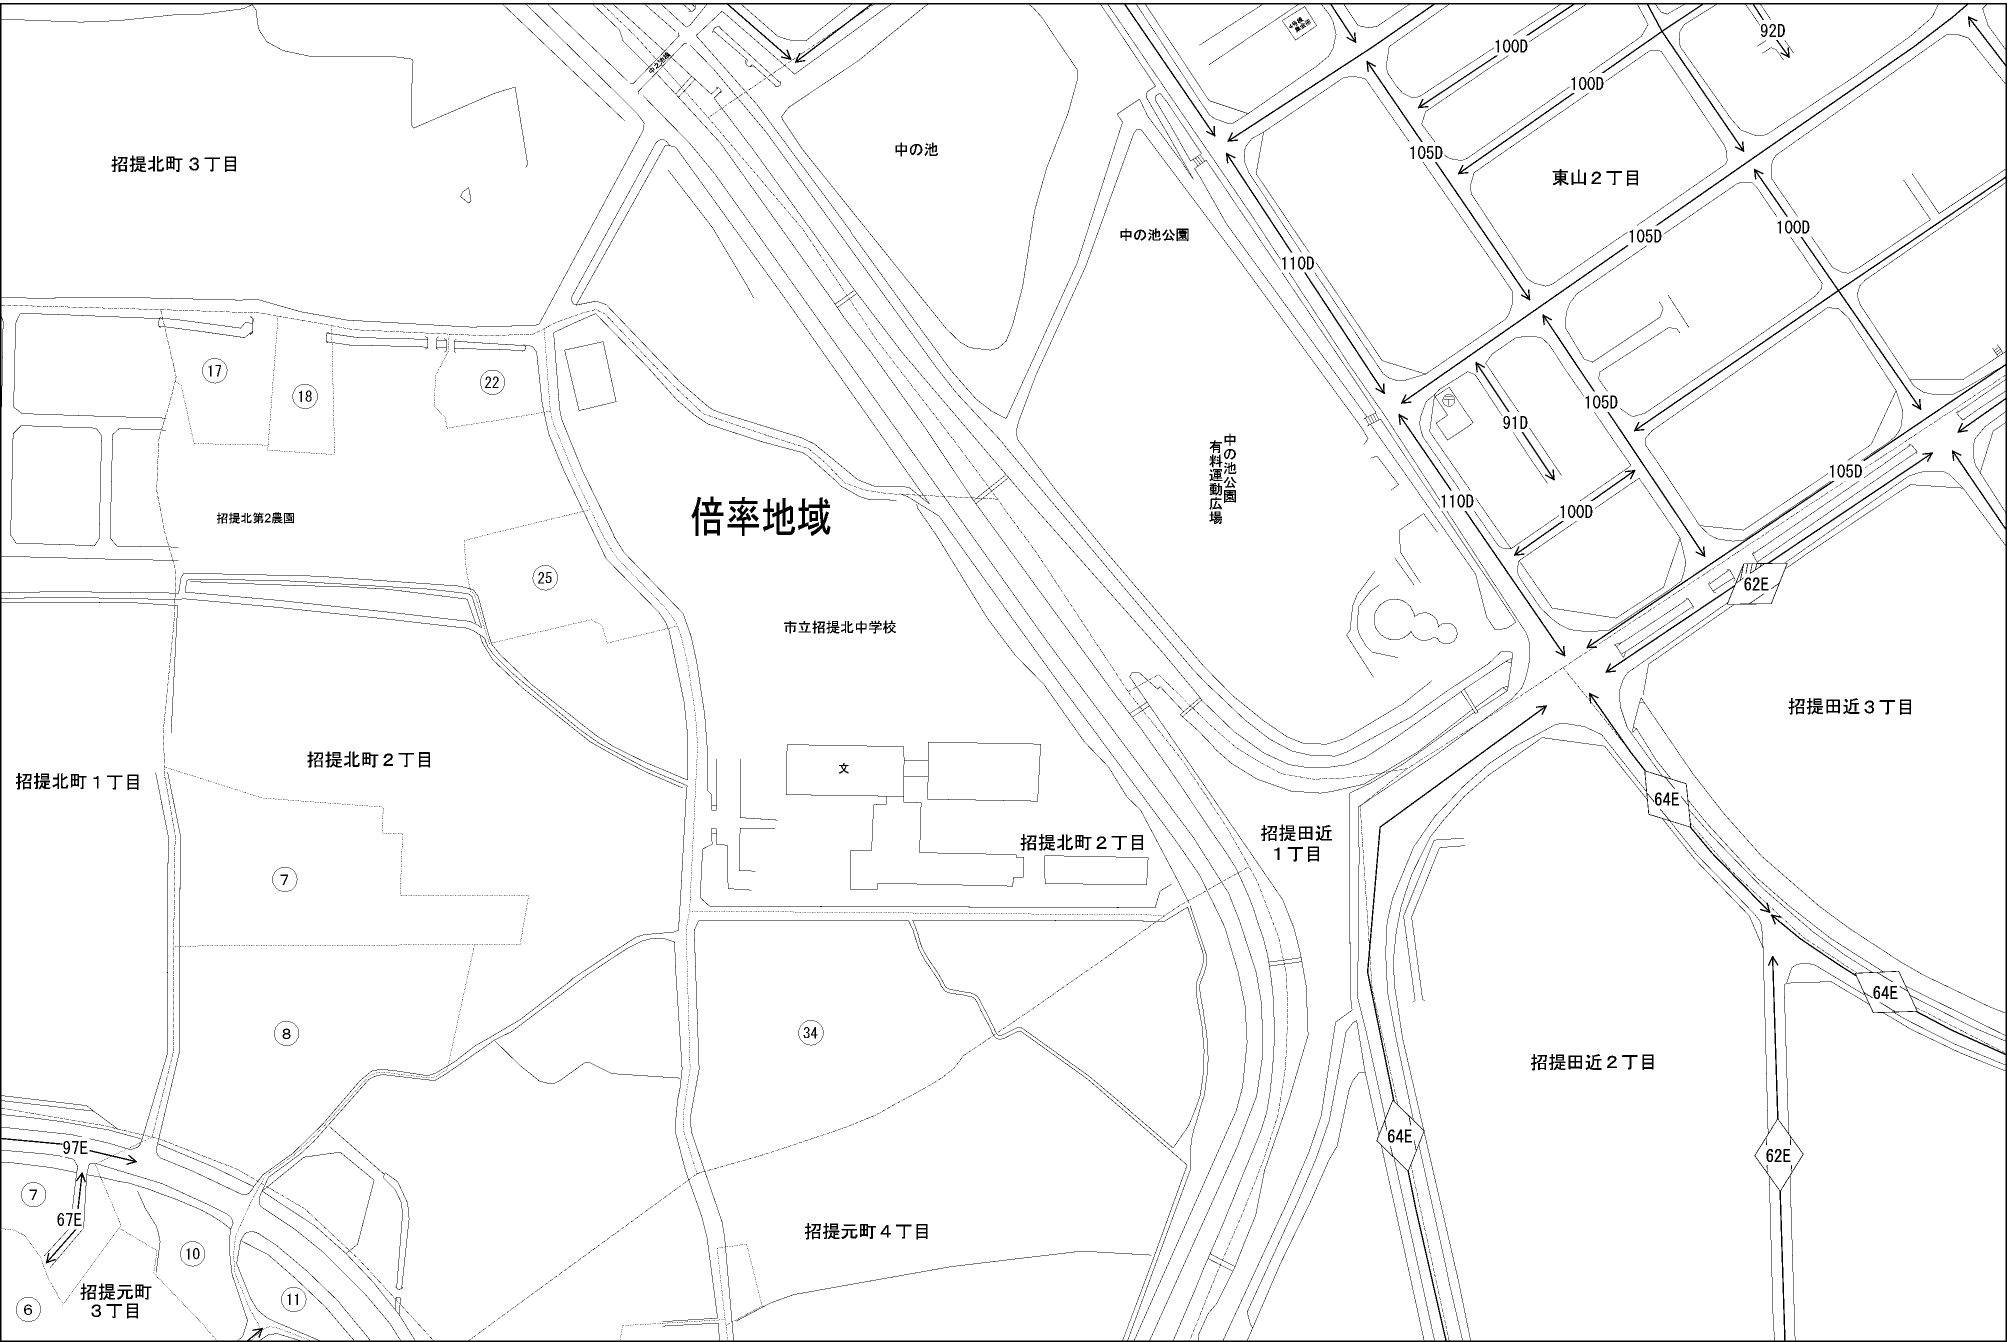 92D
100D
100D
中之池橋
中の池
105D
招提北町３丁目
東山２丁目
中の池公園
105D
100D
110D
17
22
18
105D
91D
中の池公園
有料運動広場
105D
110D
100D
招提北第2農園
倍率地域
25
62E
市立招提北中学校
招提田近３丁目
招提北町２丁目
文
招提北町１丁目
64E
招提田近
１丁目
招提北町２丁目
7
64E
8
34
招提田近２丁目
64E
97E
62E
7
67E
招提元町４丁目
10
招提元町
３丁目
11
6